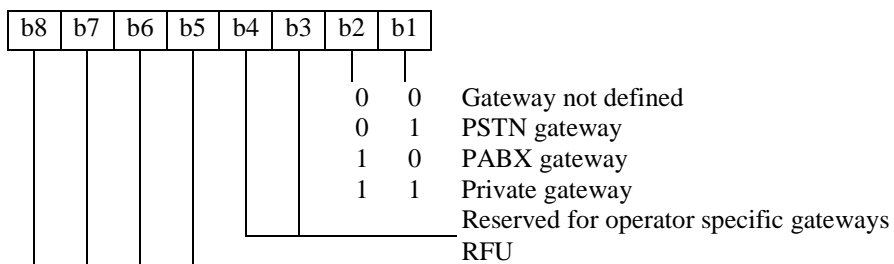 b8 b7 b6 b5 b4 b3 b2 b1
0 0 Gateway not defined
0 1 PSTN gateway
1 0 PABX gateway
1 1 Private gateway
Reserved for operator specific gateways
RFU